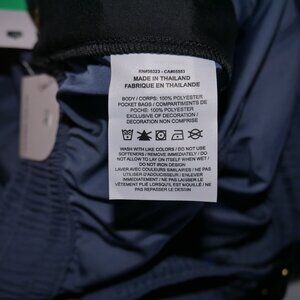 RN#56323 - CA#05553
MADE IN THAILAND
FABRIQUE EN THAILANDE
BODY / CORPS: 100% POLYESTER
POCKET BAGS / COMPARTIMENTS DE
POCHE: 100% POLYESTER
EXCLUSIVE OF DECORATION /
DECORATION NON COMPRISE
WASH WITH LIKE COLORS / DO NOT USE
SOFTENERS / REMOVE IMMEDIATELY / DO
NOT ALLOW TO LAY ON ITSELF WHEN WET /
DO NOT IRON DESIGN
LAVER AVEC COULEURS SIMILAIRES / NE PAS
UTILISER D'ADOUCISSANT / ENLEVER
IMMEDIATEMENT / NE PAS LAISSER LE
VÊTEMENT PLIÉ LORSQU'IL EST MOUILLÉ / NE
PAS REPASSER LE DESSIN